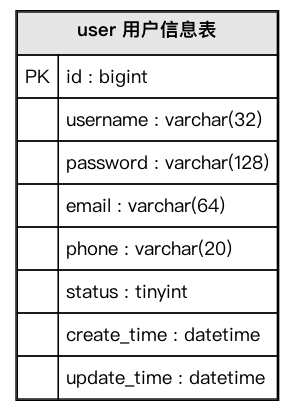 user 用户信息表
PK id : bigint
username : varchar(32)
password : varchar(128)
email : varchar(64)
phone : varchar(20)
status : tinyint
create_time : datetime
update_time : datetime